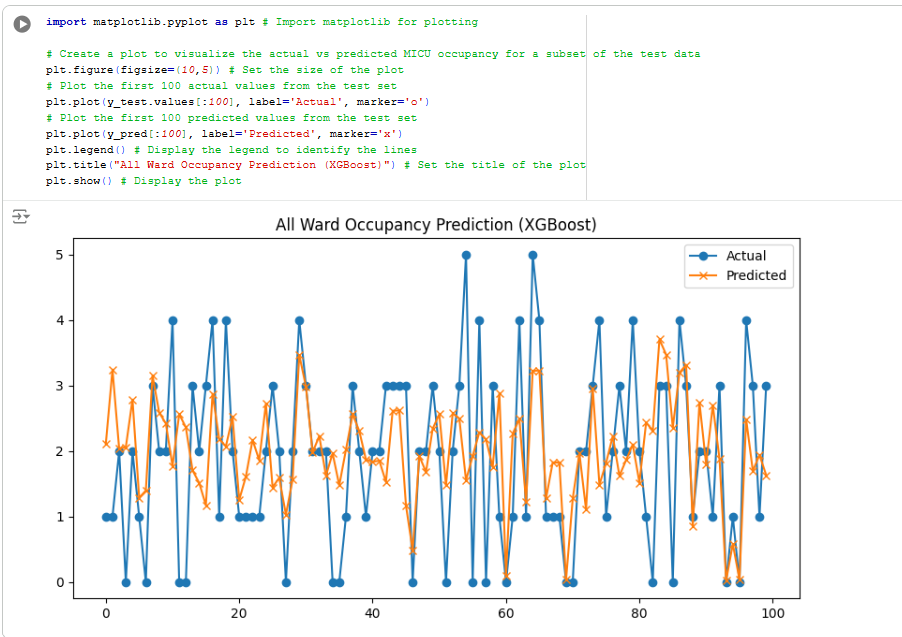 import matplotlib.pyplot as plt # Import matplotlib for plotting
# Create a plot to visualize the actual vs predicted MICU occupancy for a subset of the test data
plt.figure(figsize=(10,5)) # Set the size of the plot
# Plot the first 100 actual values from the test set
plt.plot(y_test.values[:100], label='Actual', marker='o')
# Plot the first 100 predicted values from the test set
plt.plot(y_pred[:100], label='Predicted', marker='x')
plt.legend() # Display the legend to identify the lines
plt.title("All Ward Occupancy Prediction (XGBoost)") # Set the title of the plot
plt.show() # Display the plot
All Ward Occupancy Prediction (XGBoost)
Actual
Predicted
5
4
3
2
1
0
0 20 40 60 80 100